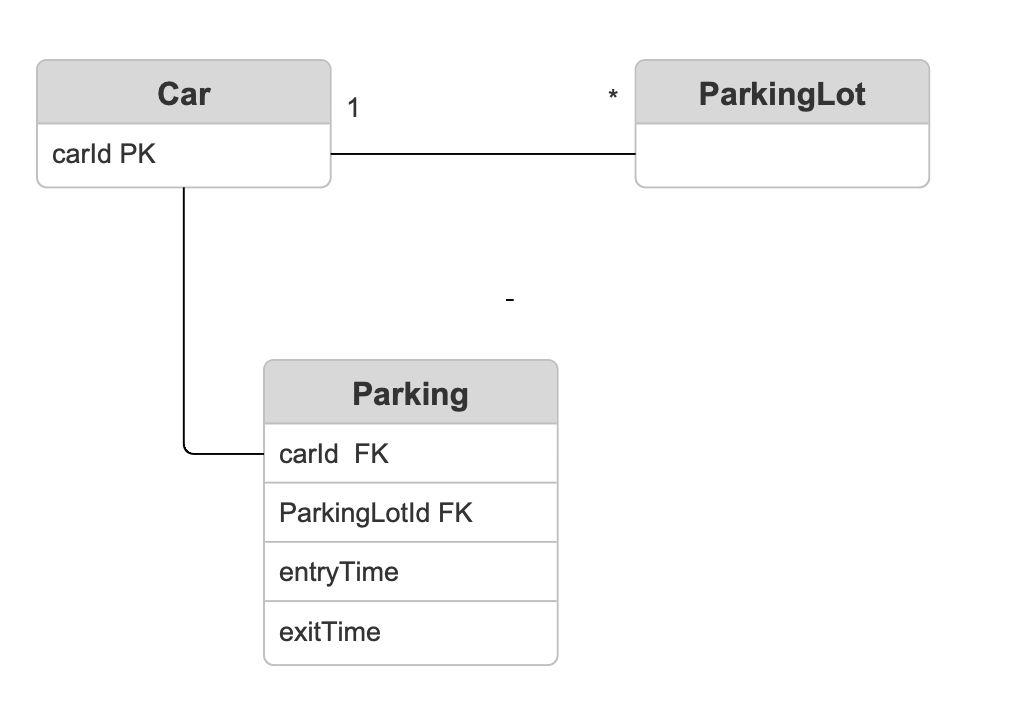 Car
carId PK
1
*
ParkingLot
-
Parking
carId  FK
ParkingLotId FK
entryTime
exitTime